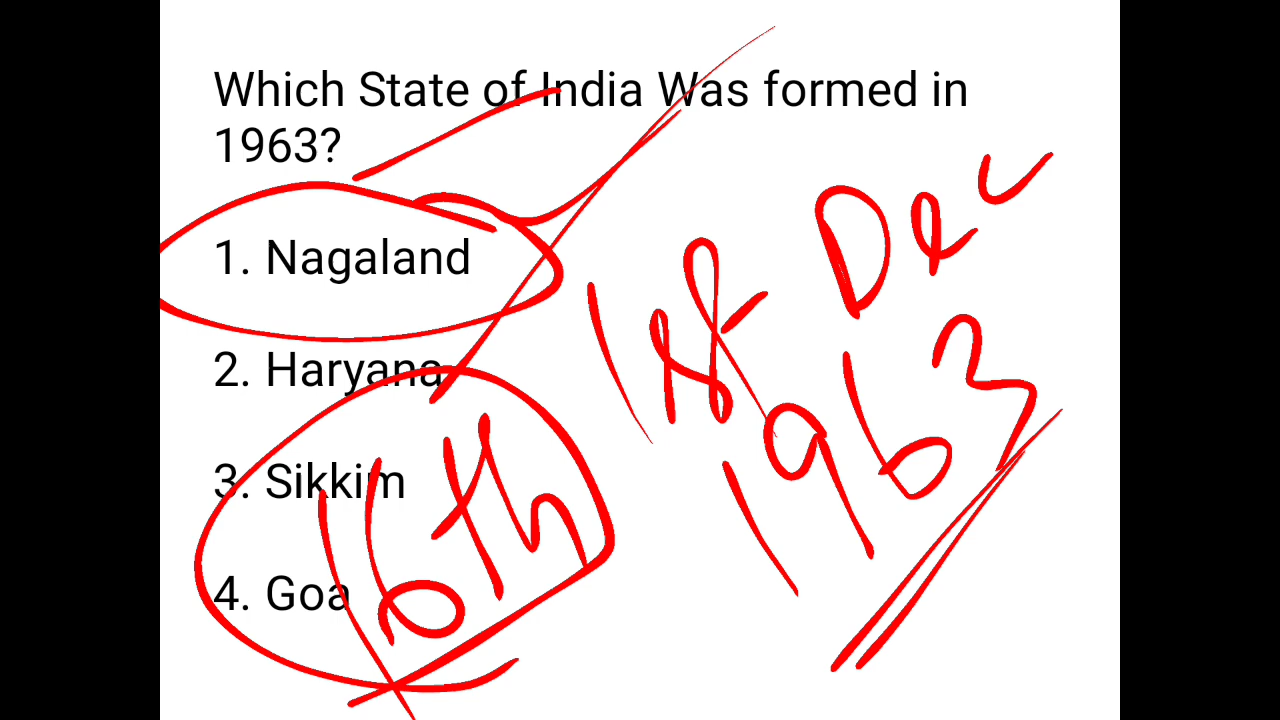 Which State of India Was formed in
1963?
1. Nagaland
2. Haryana
3. Sikkim
4. Goa
1st Dec
1963
16th